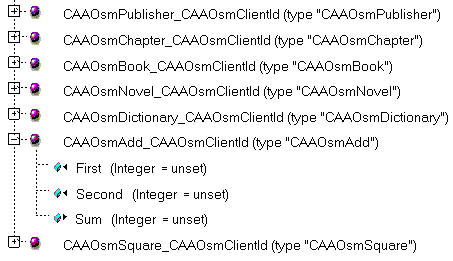 CAAOsmPublisher_CAAOsmClientId (type "CAAOsmPublisher")
CAAOsmChapter_CAAOsmClientId (type "CAAOsmChapter")
CAAOsmBook_CAAOsmClientId (type "CAAOsmBook")
CAAOsmNovel_CAAOsmClientId (type "CAAOsmNovel")
CAAOsmDictionary_CAAOsmClientId (type "CAAOsmDictionary")
CAAOsmAdd_CAAOsmClientId (type "CAAOsmAdd")
First (Integer = unset)
Second (Integer = unset)
Sum (Integer = unset)
CAAOsmSquare_CAAOsmClientId (type "CAAOsmSquare")